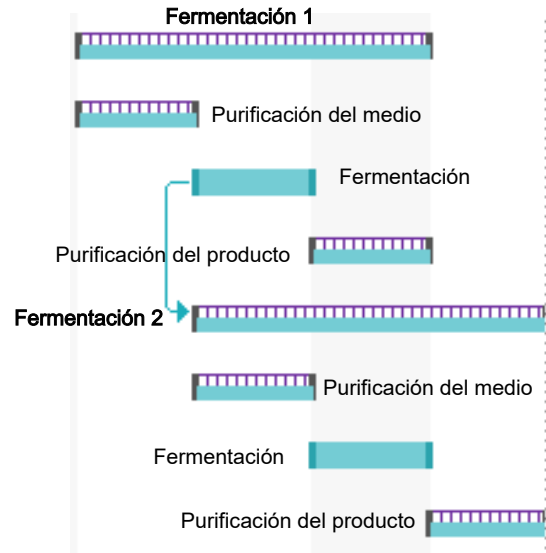 Fermentación 1
Purificación del medio
Fermentación
Purificación del producto
Fermentación 2
Purificación del medio
Fermentación
Purificación del producto